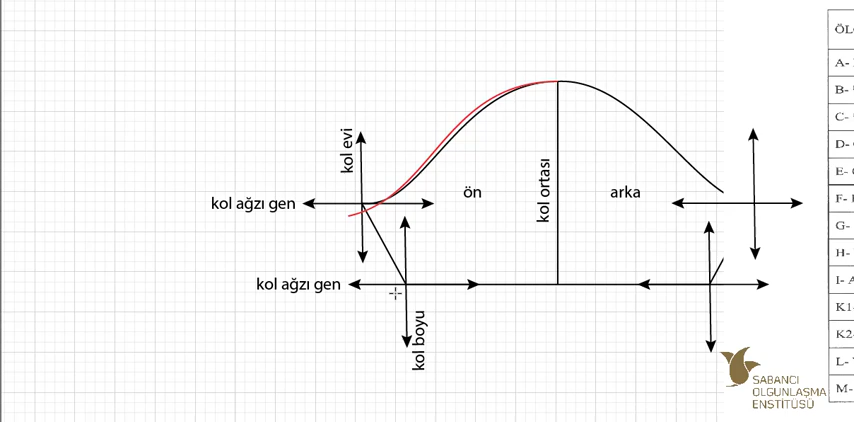 ÖL
A-
B-
C-
D-
E-
F-
G-
H-
I- A
K1-
K2-
L-
M-
kol evi
ön
kol ortası
arka
kol ağzı gen
kol ağzı gen
kol boyu
SABANCI
OLGUNLAŞMA
ENSTİTÜSÜ